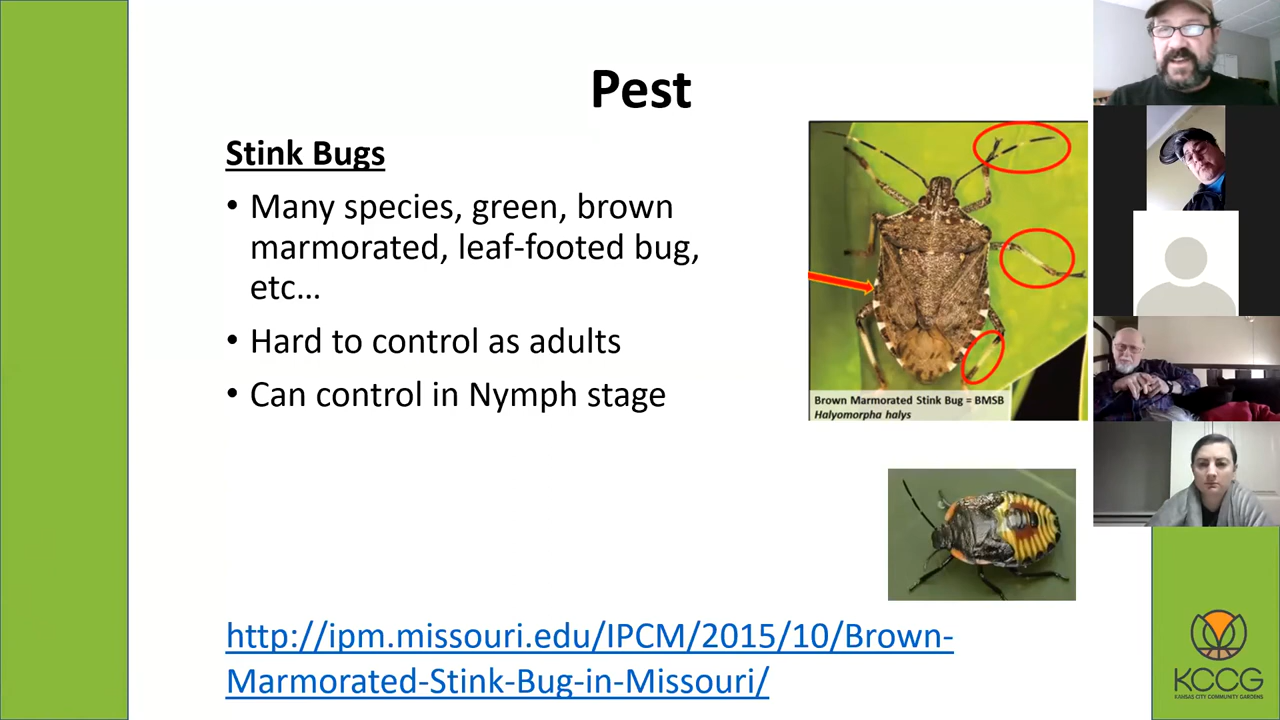 Pest
Stink Bugs
• Many species, green, brown
marmorated, leaf-footed bug,
etc…
• Hard to control as adults
• Can control in Nymph stage
Brown Marmorated Stink Bug = BMSB
Halyomorpha halys
http://ipm.missouri.edu/IPCM/2015/10/Brown-
Marmorated-Stink-Bug-in-Missouri/
KCCG
KANSAS CITY COMMUNITY GARDENS